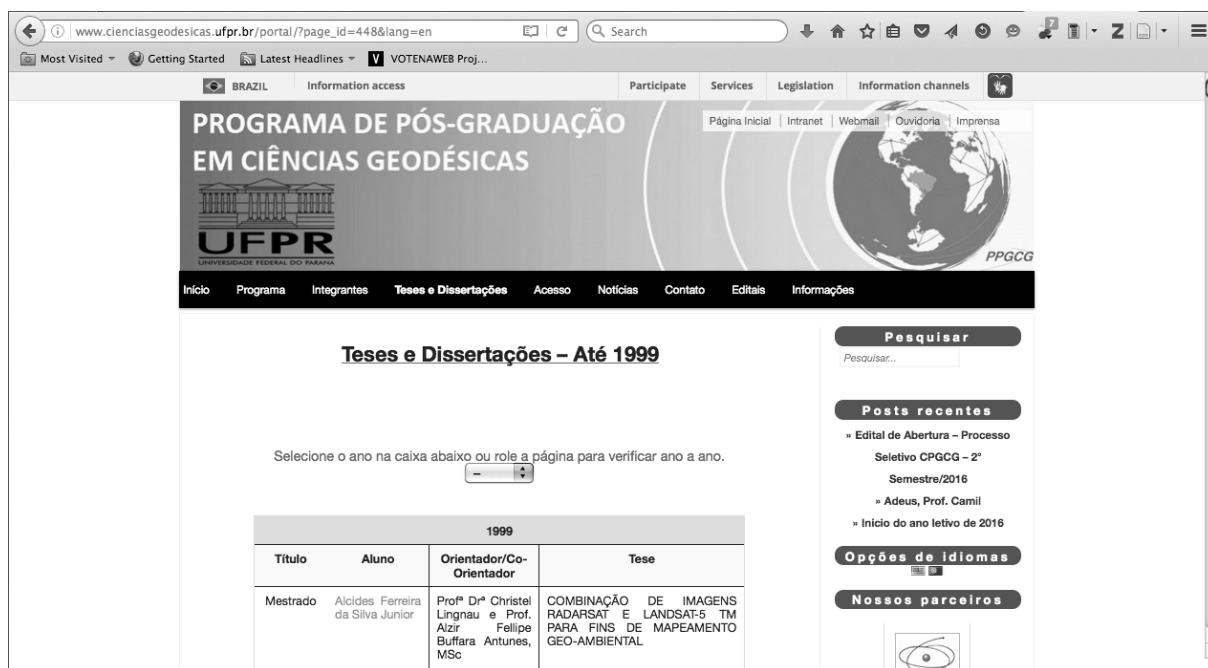 www.cienciasgeodesicas.ufpr.br/portal/?page_id=448&lang=en
Search
7
Z
Most Visited
Getting Started
Latest Headlines
V VOTENAWEB Proj...
BRAZIL
Information access
Participate
Services
Legislation
Information channels
PROGRAMA DE PÓS-GRADUAÇÃO
EM CIÊNCIAS GEODÉSICAS
Página Inicial | Intranet | Webmail | Ouvidoria | Imprensa
UFPR
UNIVERSIDADE FEDERAL DO PARANÁ
PPGCG
Início Programa Integrantes Teses e Dissertações Acesso Notícias Contato Editais Informações
Teses e Dissertações – Até 1999
Selecione o ano na caixa abaixo ou role a página para verificar ano a ano.
–
1999
Título
Aluno
Orientador/Co-
Orientador
Tese
Mestrado
Alcides Ferreira
da Silva Junior
Profª Drª Christel
Lingnau e Prof.
Alzir Fellipe
Buffara Antunes,
MSc
COMBINAÇÃO DE IMAGENS
RADARSAT E LANDSAT-5 TM
PARA FINS DE MAPEAMENTO
GEO-AMBIENTAL
Pesquisar
Pesquisar...
Posts recentes
» Edital de Abertura – Processo
Seletivo CPGCG – 2°
Semestre/2016
» Adeus, Prof. Camil
» Inicio do ano letivo de 2016
Opções de idiomas
Nossos parceiros